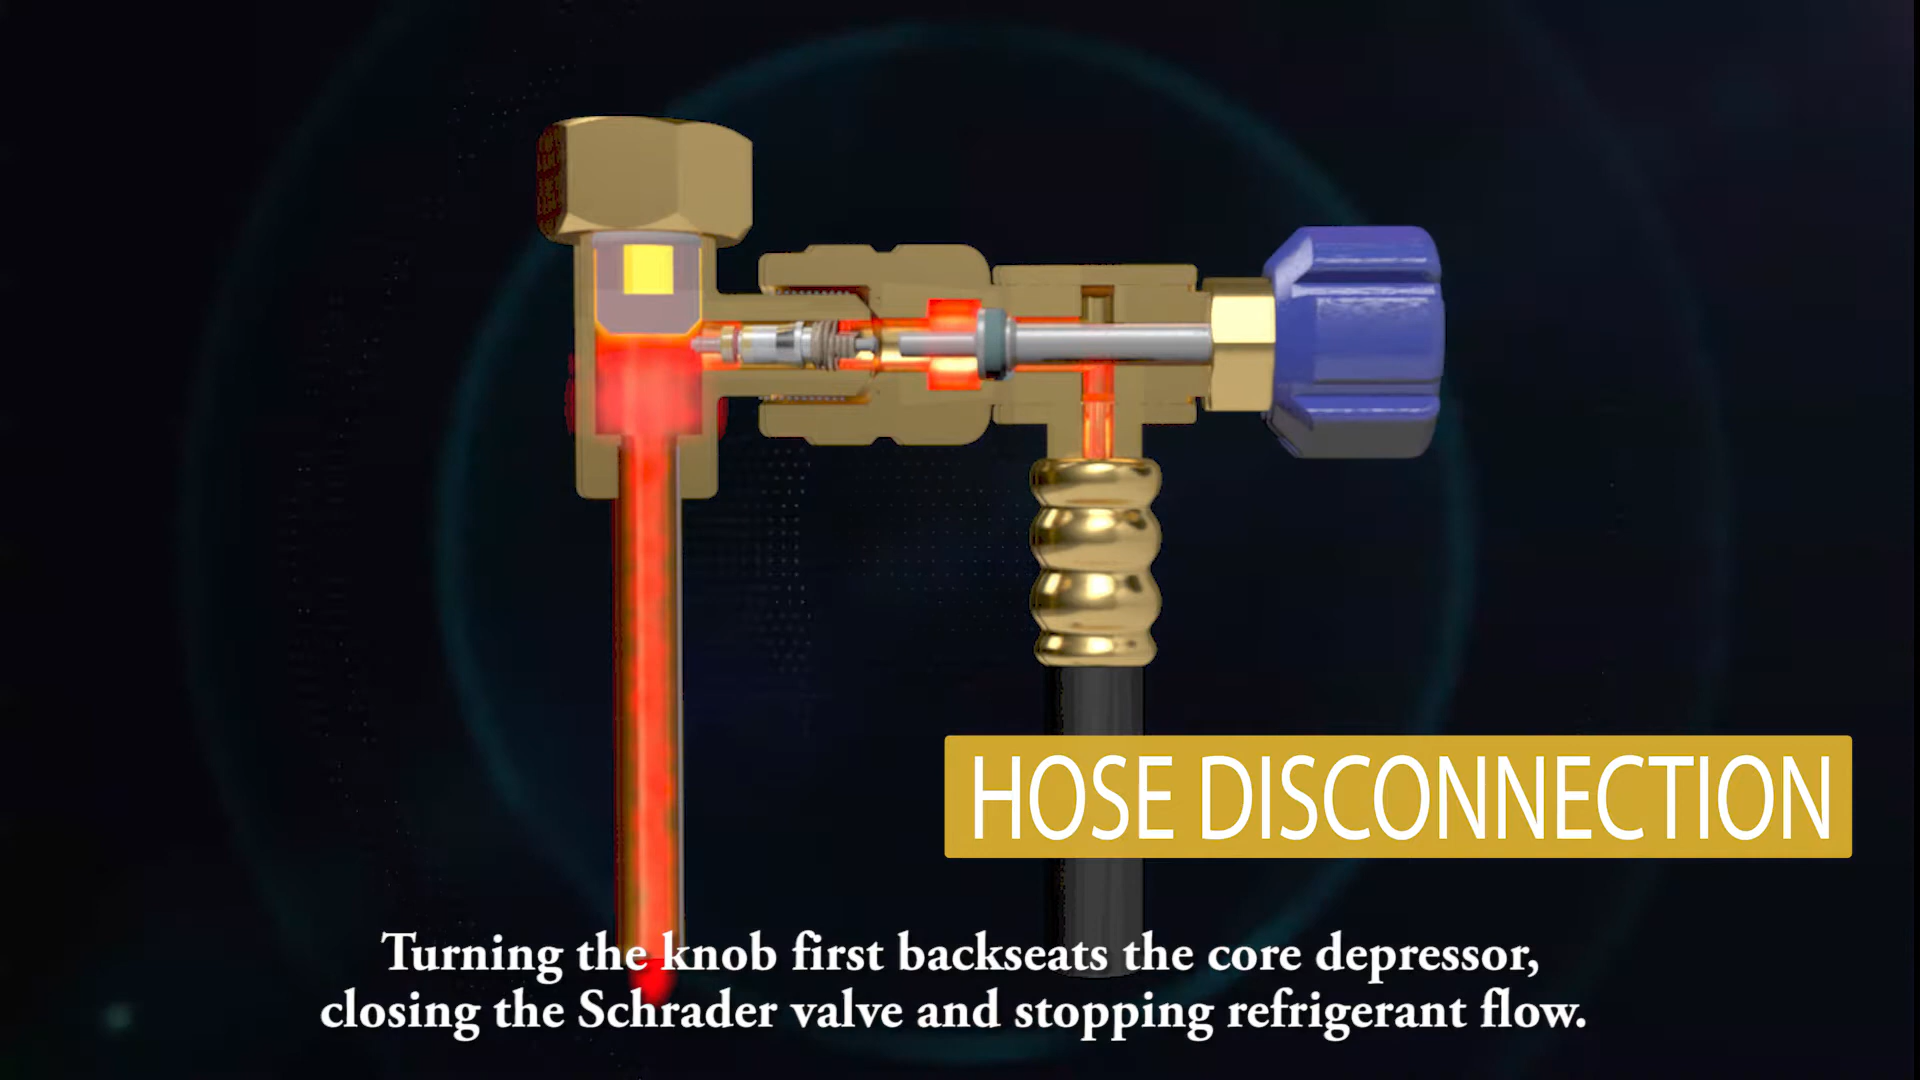 HOSE DISCONNECTION
Turning the knob first backseats the core depressor,
closing the Schrader valve and stopping refrigerant flow.